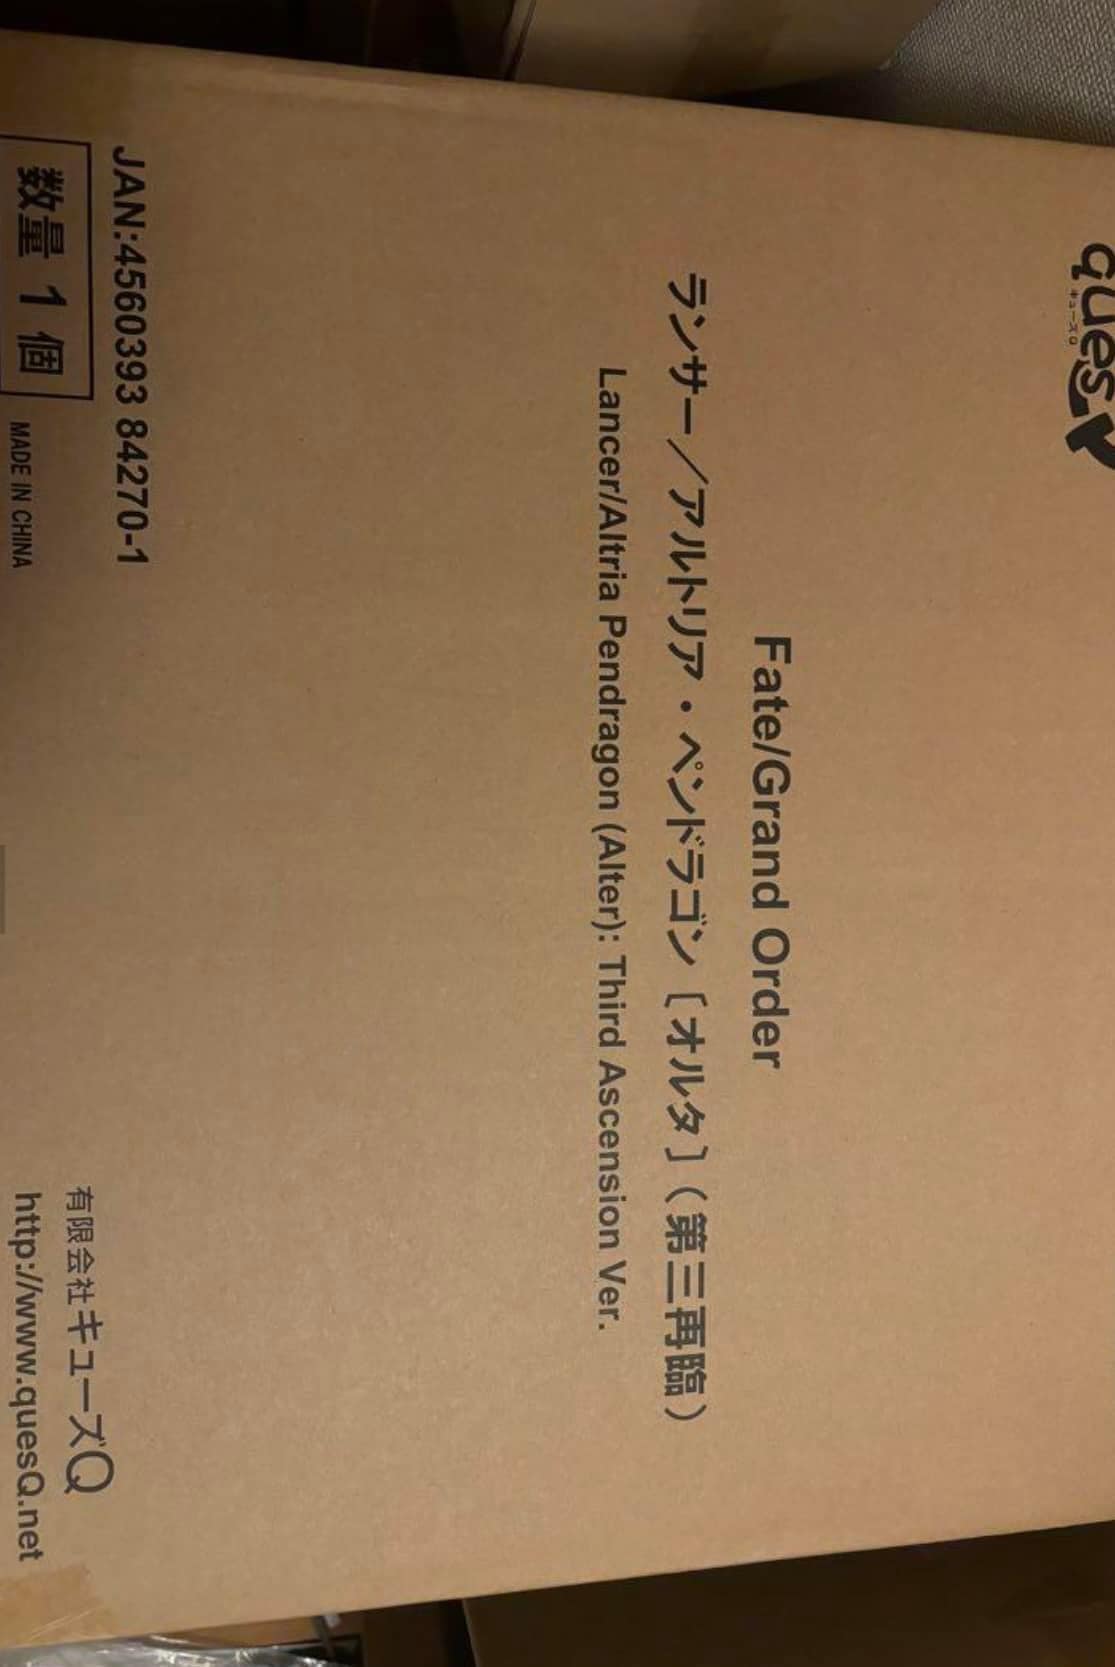 quesQ
キューズQ
Fate/Grand Order
ランサー／アルトリア・ペンドラゴン［オルタ］（第三再臨）
Lancer/Altria Pendragon (Alter): Third Ascension Ver.
JAN:4560393 84270-1
数量 1 個
MADE IN CHINA
有限会社キューズQ
http://www.quesQ.net